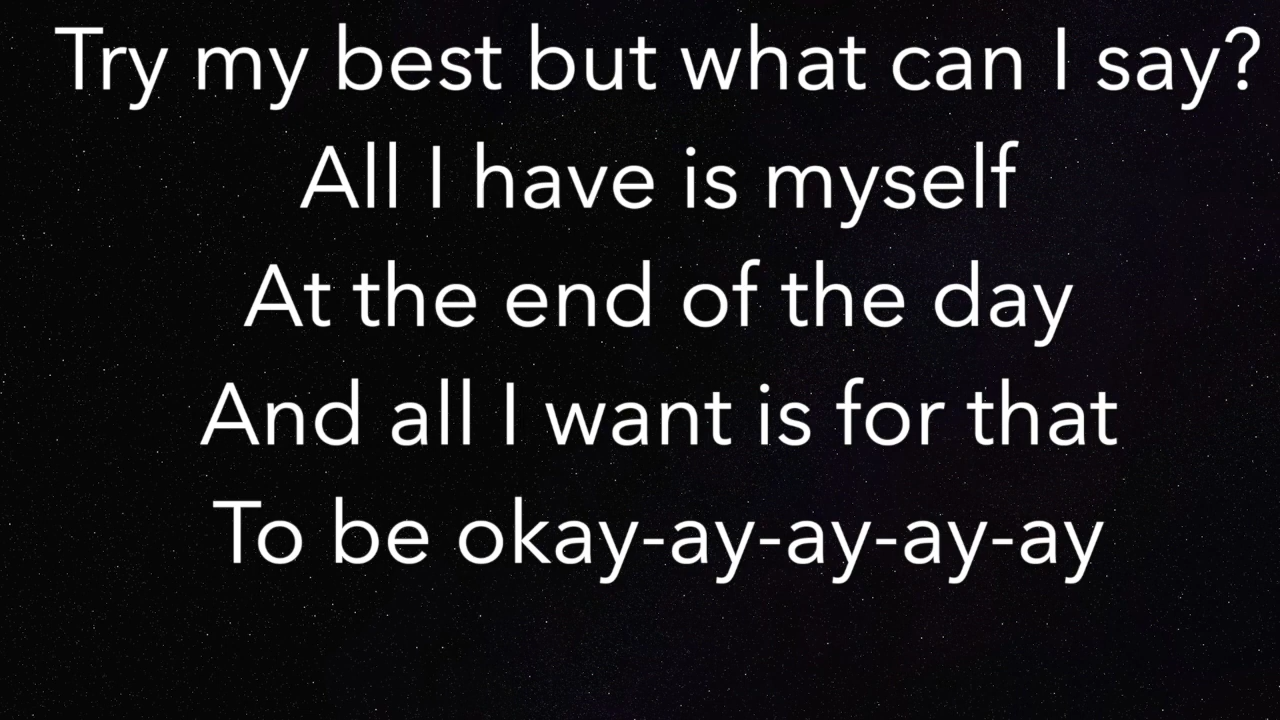 Try my best but what can I say?
All I have is myself
At the end of the day
And all I want is for that
To be okay-ay-ay-ay-ay